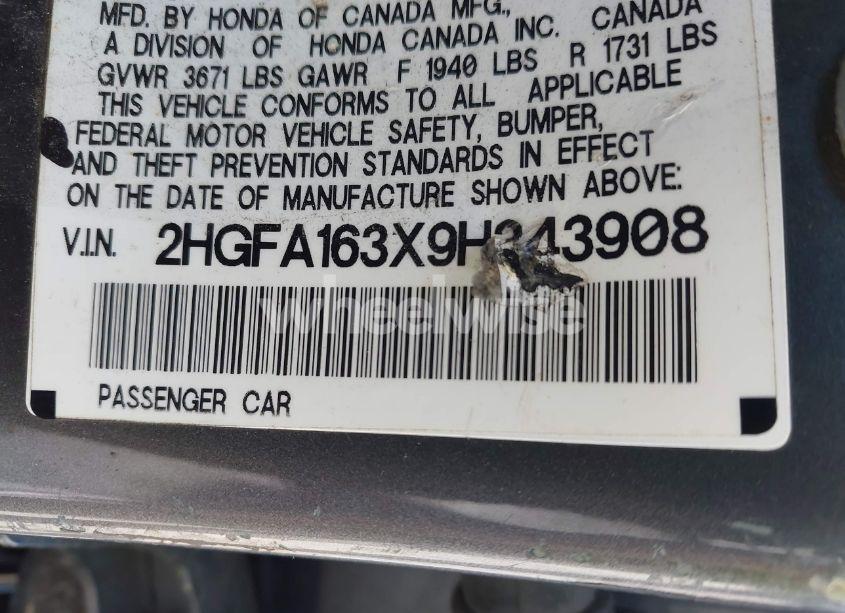 MFD. BY HONDA OF CANADA MFG.,
A DIVISION OF HONDA CANADA INC. CANADA
GVWR 3671 LBS GAWR F 1940 LBS R 1731 LBS
THIS VEHICLE CONFORMS TO ALL APPLICABLE
FEDERAL MOTOR VEHICLE SAFETY, BUMPER,
AND THEFT PREVENTION STANDARDS IN EFFECT
ON THE DATE OF MANUFACTURE SHOWN ABOVE:
V.I.N. 2HGFA163X9H343908
wheelwise
PASSENGER CAR